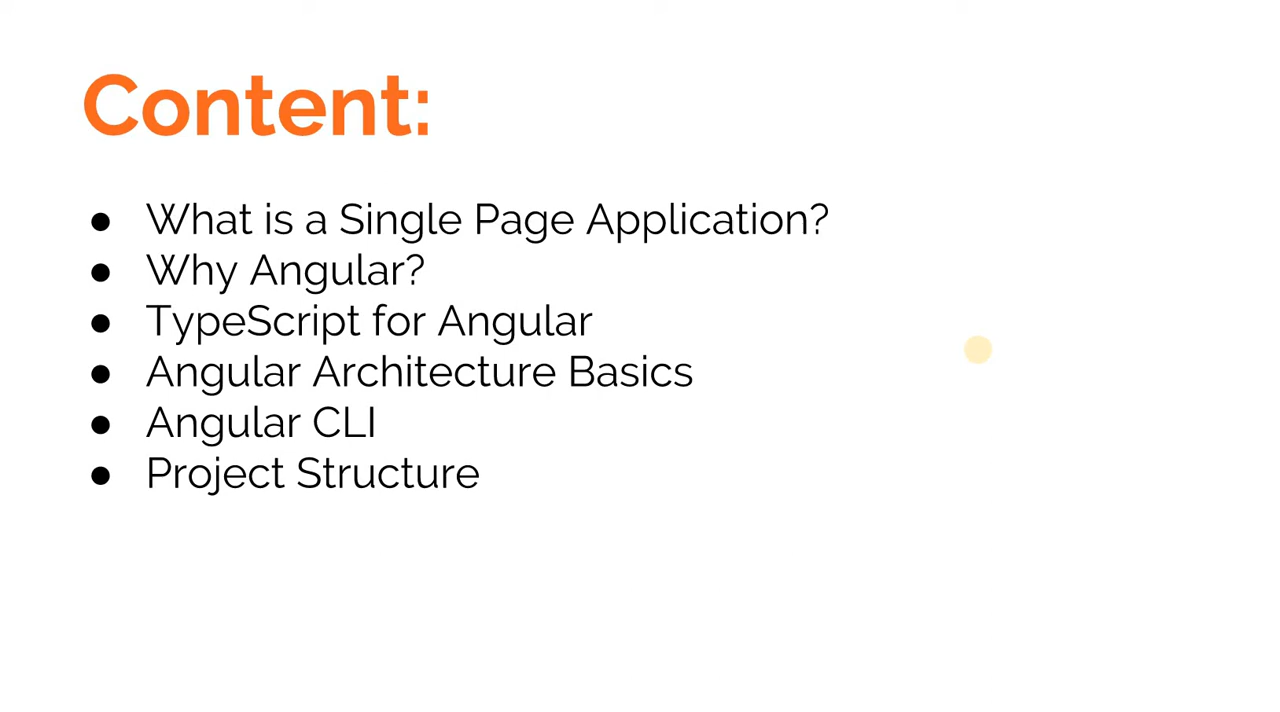 Content:
● What is a Single Page Application?
● Why Angular?
● TypeScript for Angular
● Angular Architecture Basics
● Angular CLI
● Project Structure